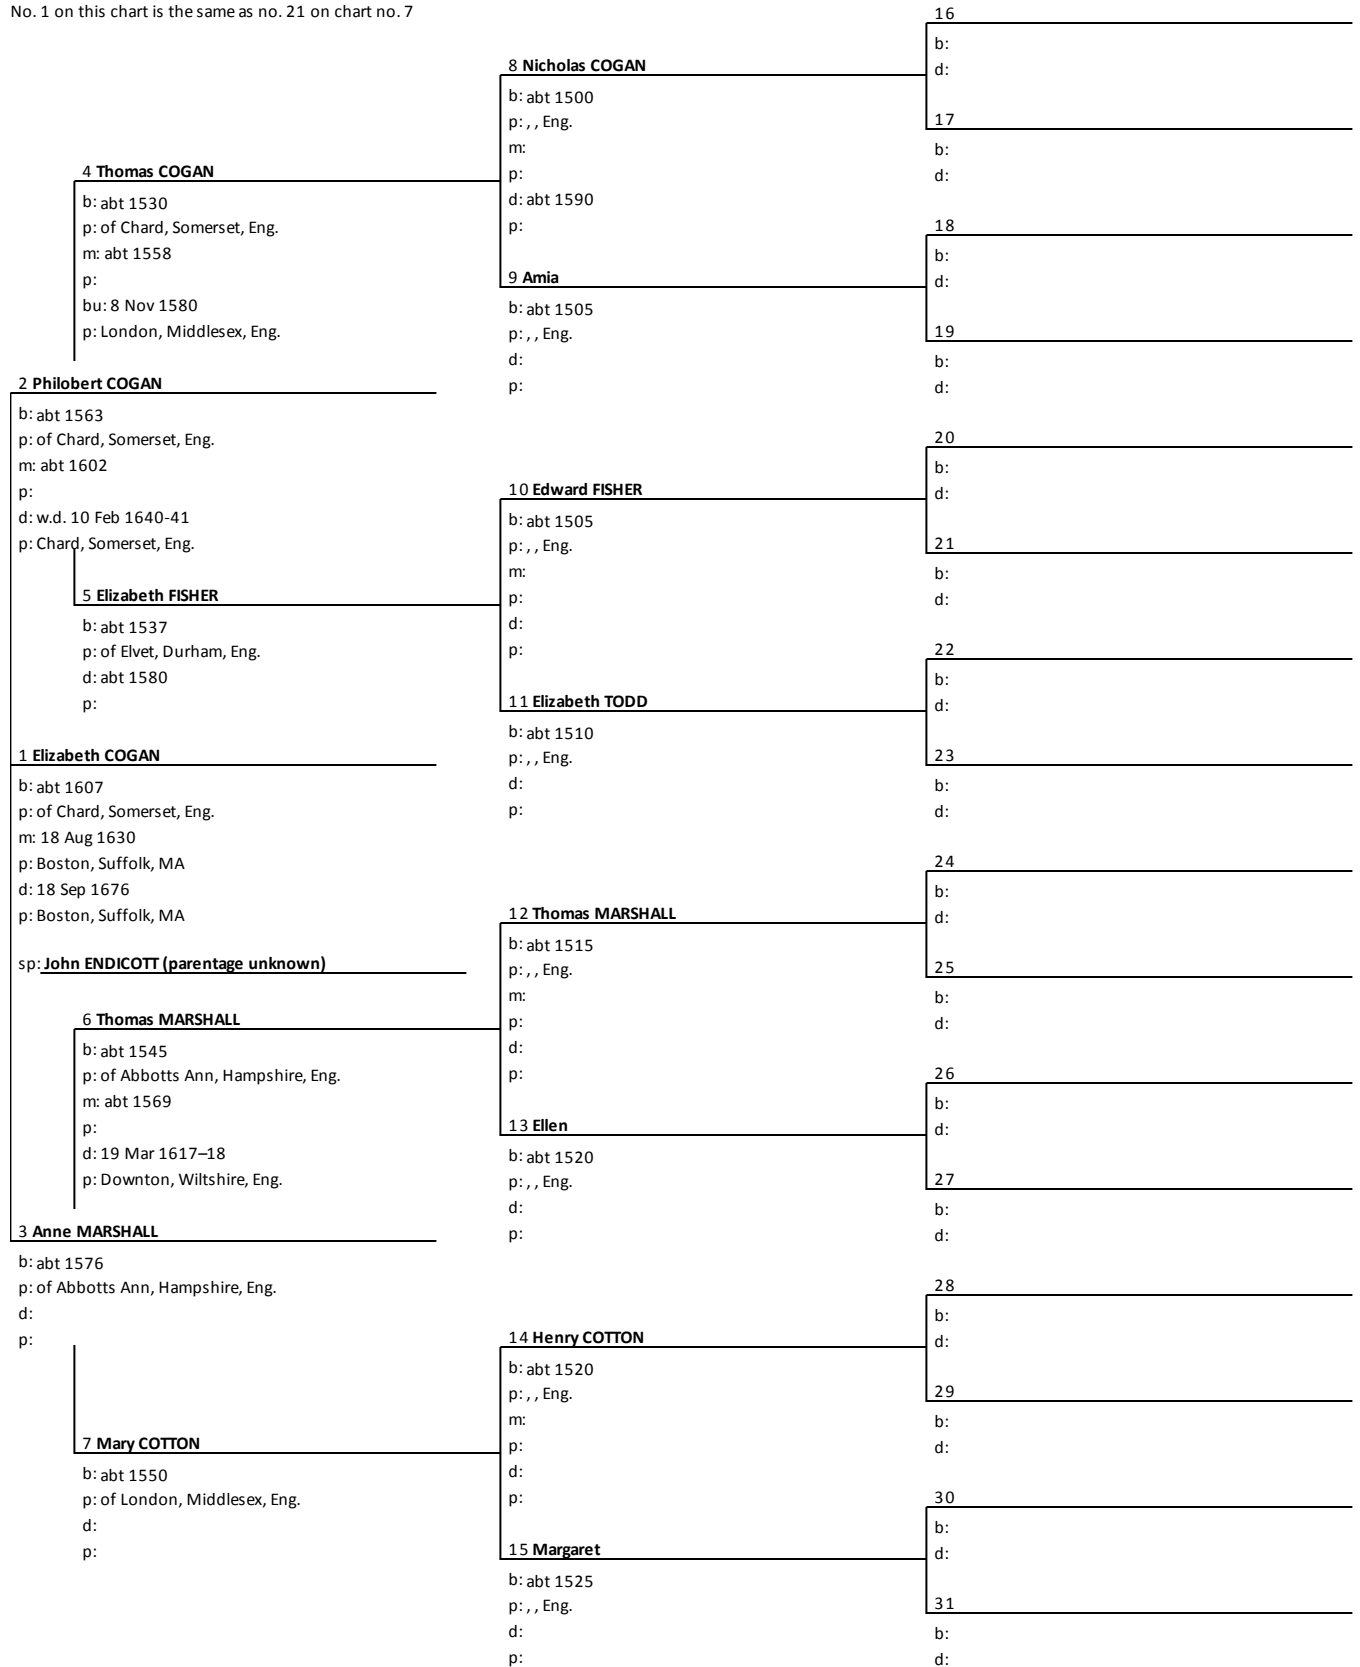 No. 1 on this chart is the same as no. 21 on chart no. 7
4 Thomas COGAN
b: abt 1530
p: of Chard, Somerset, Eng.
m: abt 1558
p:
bu: 8 Nov 1580
p: London, Middlesex, Eng.
2 Philobert COGAN
b: abt 1563
p: of Chard, Somerset, Eng.
m: abt 1602
p:
d: w.d. 10 Feb 1640-41
p: Chard, Somerset, Eng.
5 Elizabeth FISHER
b: abt 1537
p: of Elvet, Durham, Eng.
d: abt 1580
p:
1 Elizabeth COGAN
b: abt 1607
p: of Chard, Somerset, Eng.
m: 18 Aug 1630
p: Boston, Suffolk, MA
d: 18 Sep 1676
p: Boston, Suffolk, MA
sp: John ENDICOTT (parentage unknown)
6 Thomas MARSHALL
b: abt 1545
p: of Abbotts Ann, Hampshire, Eng.
m: abt 1569
p:
d: 19 Mar 1617–18
p: Downton, Wiltshire, Eng.
3 Anne MARSHALL
b: abt 1576
p: of Abbotts Ann, Hampshire, Eng.
d:
p:
7 Mary COTTON
b: abt 1550
p: of London, Middlesex, Eng.
d:
p:
8 Nicholas COGAN
b: abt 1500
p: , , Eng.
m:
p:
d: abt 1590
p:
9 Amia
b: abt 1505
p: , , Eng.
d:
p:
10 Edward FISHER
b: abt 1505
p: , , Eng.
m:
p:
d:
p:
11 Elizabeth TODD
b: abt 1510
p: , , Eng.
d:
p:
12 Thomas MARSHALL
b: abt 1515
p: , , Eng.
m:
p:
d:
p:
13 Ellen
b: abt 1520
p: , , Eng.
d:
p:
14 Henry COTTON
b: abt 1520
p: , , Eng.
m:
p:
d:
p:
15 Margaret
b: abt 1525
p: , , Eng.
d:
p:
16
b:
d:
17
b:
d:
18
b:
d:
19
b:
d:
20
b:
d:
21
b:
d:
22
b:
d:
23
b:
d:
24
b:
d:
25
b:
d:
26
b:
d:
27
b:
d:
28
b:
d:
29
b:
d:
30
b:
d:
31
b:
d: